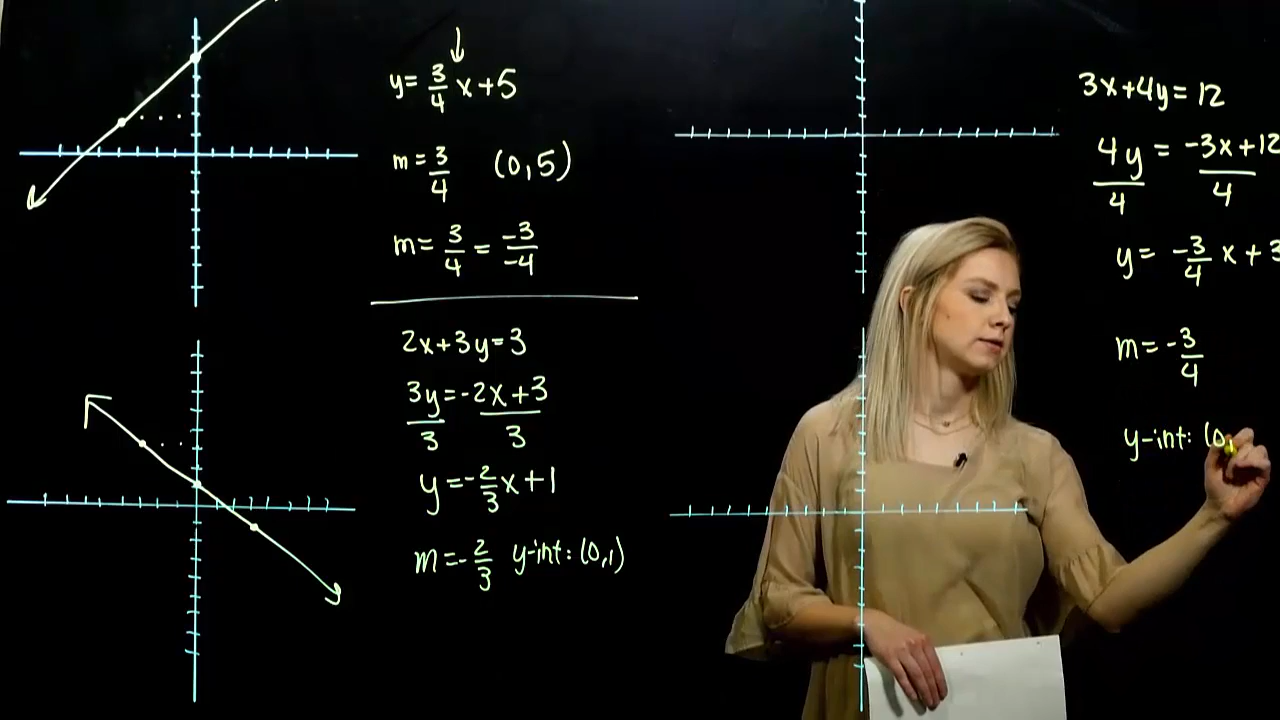 y = 3/4 x + 5
m = 3/4 (0,5)
m = 3/4 = -3/-4
2x+3y=3
3y/3 = -2x+3/3
y = -2/3 x + 1
m = -2/3 y-int: (0,1)
3x+4y = 12
4y/4 = -3x+12/4
y = -3/4 x + 3
m = -3/4
y-int: (0,